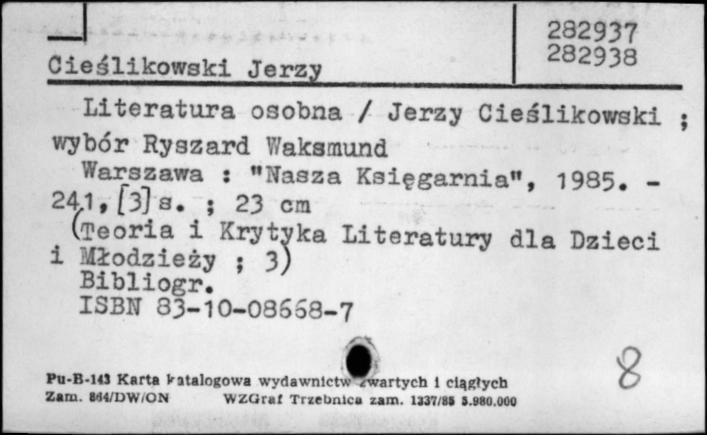 282937
282938
Cieślikowski Jerzy
Literatura osobna / Jerzy Cieślikowski ;
wybór Ryszard Waksmund
Warszawa : "Nasza Księgarnia", 1985. -
241, [3] s. ; 23 cm
(Teoria i Krytyka Literatury dla Dzieci
i Młodzieży ; 3)
Bibliogr.
ISBN 83-10-08668-7
8
Pu-B-143 Karta katalogowa wydawnictw zwartych i ciągłych
Zam. 864/DW/ON WZGraf Trzebnica zam. 1337/85 5.980.000